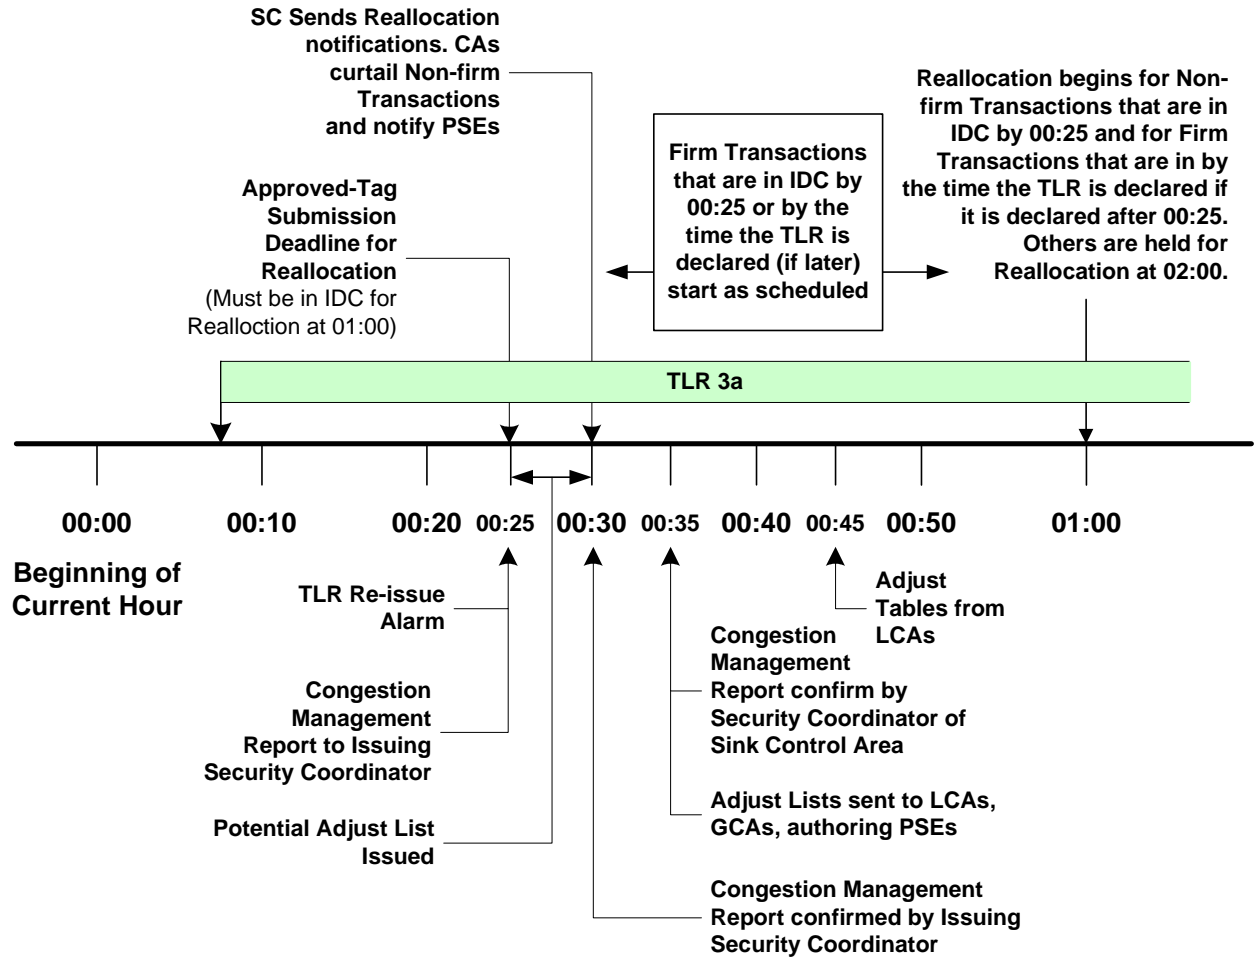 SC Sends Reallocation
notifications. CAs
curtail Non-firm
Transactions
and notify PSEs
Approved-Tag
Submission
Deadline for
Reallocation
(Must be in IDC for
Realloction at 01:00)
Firm Transactions
that are in IDC by
00:25 or by the
time the TLR is
declared (if later)
start as scheduled
Reallocation begins for Non-
firm Transactions that are in
IDC by 00:25 and for Firm
Transactions that are in by
the time the TLR is declared if
it is declared after 00:25.
Others are held for
Reallocation at 02:00.
TLR 3a
00:00
00:10
00:20
00:25
00:30
00:35
00:40
00:45
00:50
01:00
Beginning of
Current Hour
TLR Re-issue
Alarm
Congestion
Management
Report to Issuing
Security Coordinator
Potential Adjust List
Issued
Adjust
Tables from
LCAs
Congestion
Management
Report confirm by
Security Coordinator of
Sink Control Area
Adjust Lists sent to LCAs,
GCAs, authoring PSEs
Congestion Management
Report confirmed by Issuing
Security Coordinator